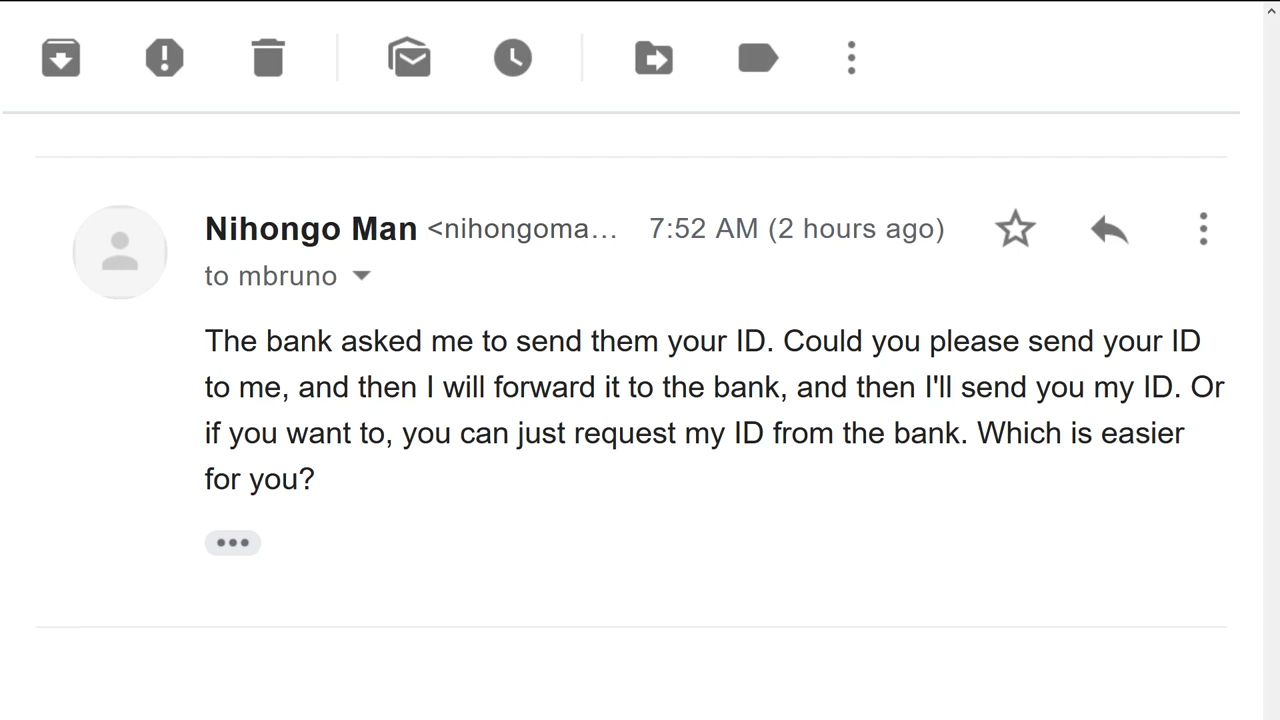 Nihongo Man <nihongoma... 7:52 AM (2 hours ago)
to mbruno
The bank asked me to send them your ID. Could you please send your ID
to me, and then I will forward it to the bank, and then I'll send you my ID. Or
if you want to, you can just request my ID from the bank. Which is easier
for you?